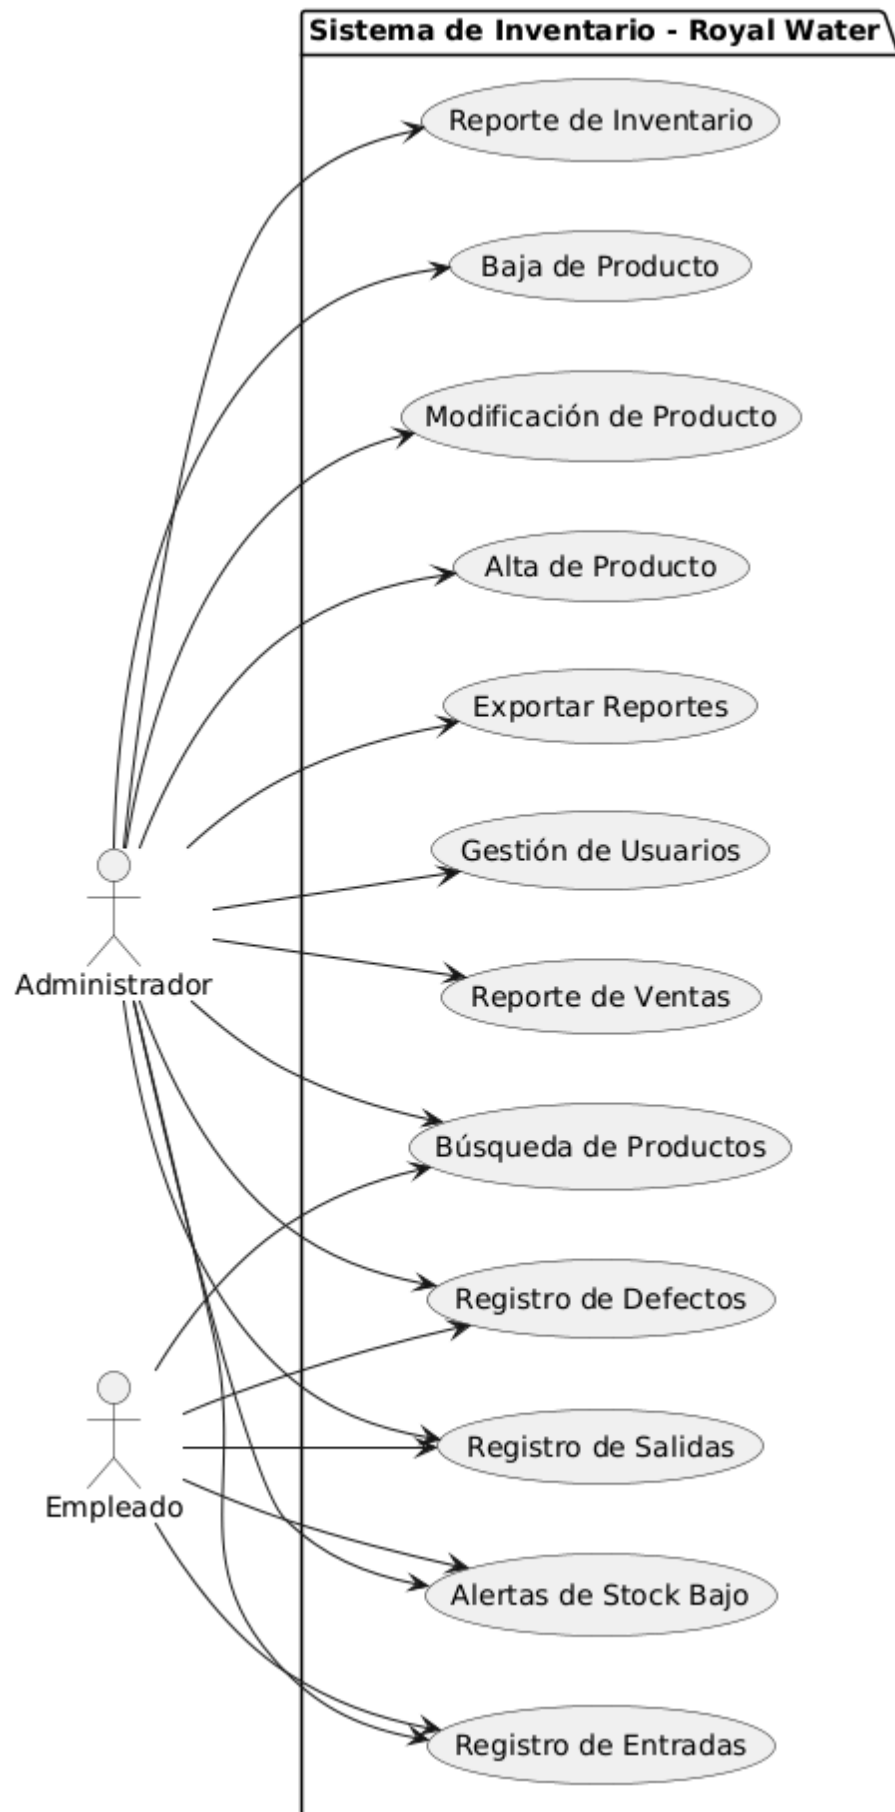 Sistema de Inventario - Royal Water
Reporte de Inventario
Baja de Producto
Modificación de Producto
Alta de Producto
Exportar Reportes
Gestión de Usuarios
Administrador
Reporte de Ventas
Búsqueda de Productos
Registro de Defectos
Registro de Salidas
Empleado
Alertas de Stock Bajo
Registro de Entradas